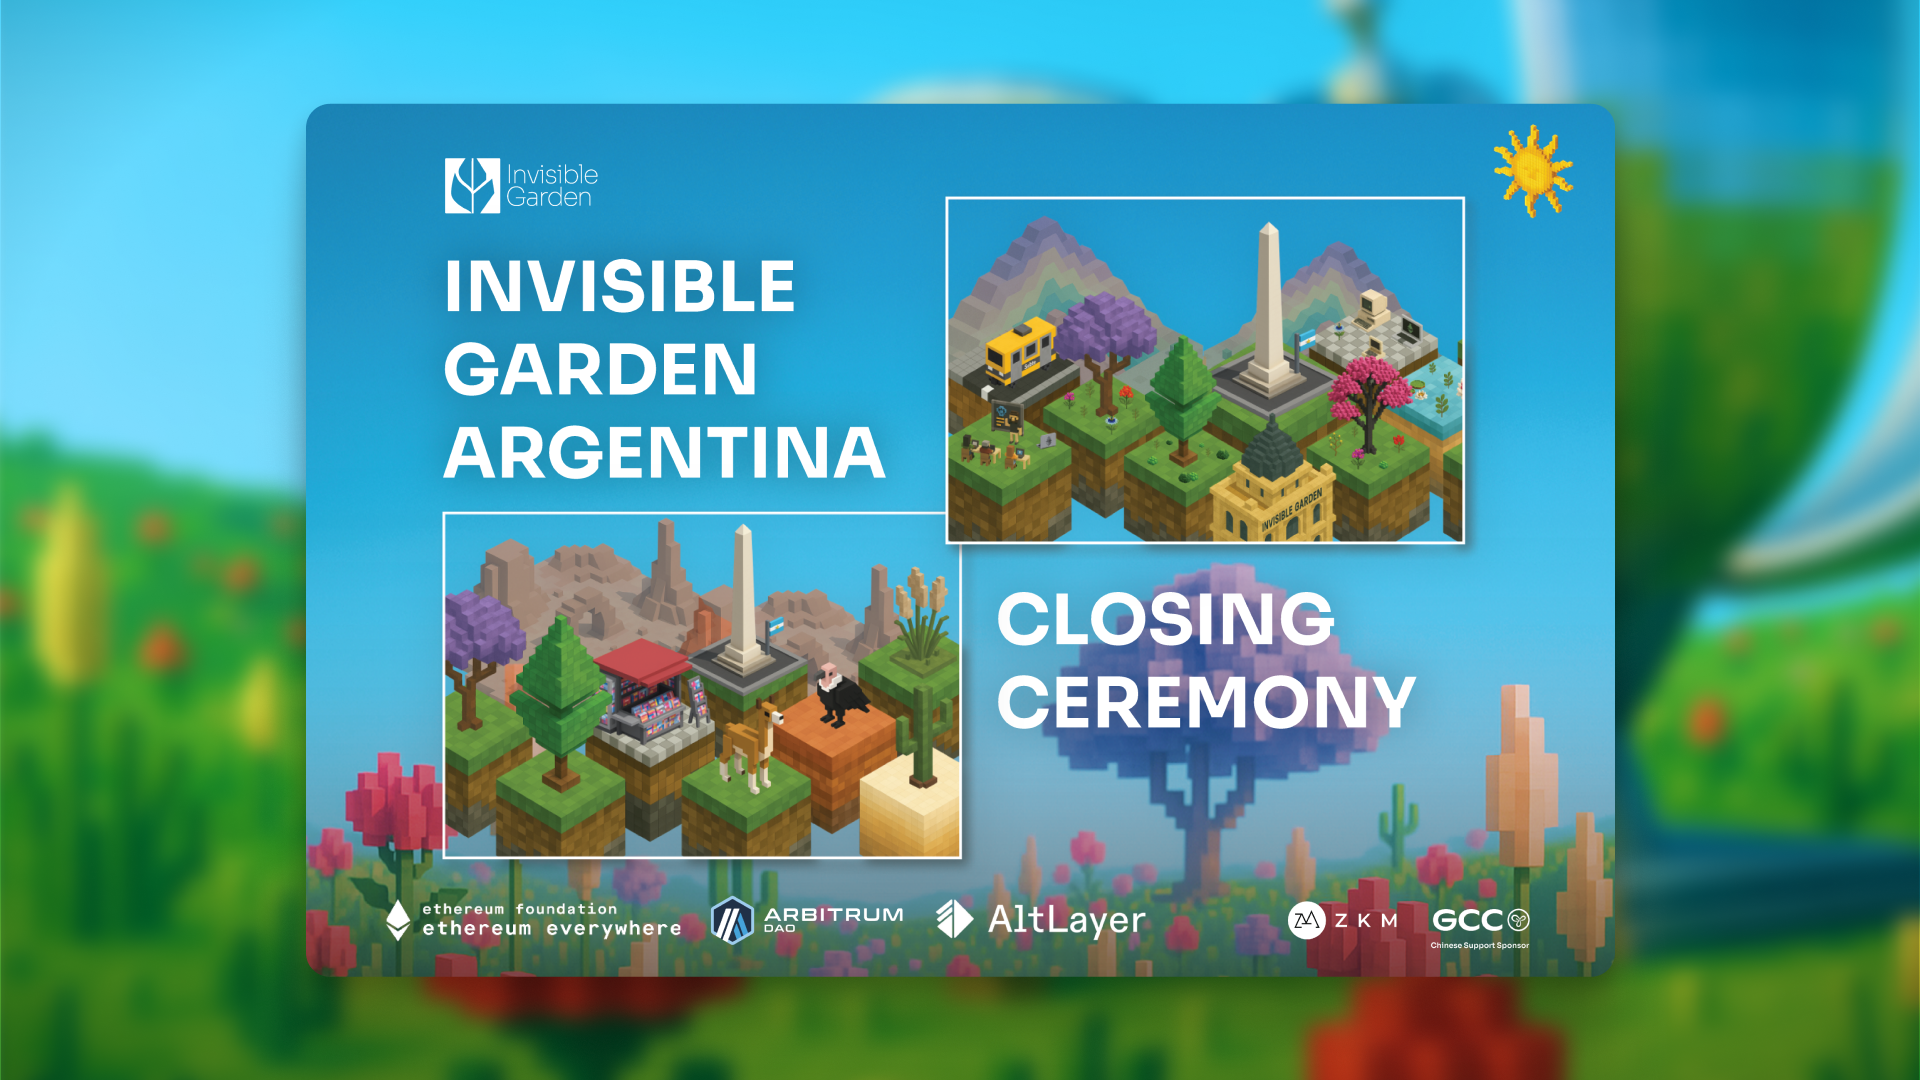 Invisible
Garden
INVISIBLE
GARDEN
ARGENTINA
INVISIBLE GARDEN
CLOSING
CEREMONY
ethereum foundation
ethereum everywhere
ARBITRUM
DAO
AltLayer
ZKM
GCC
Chinese Support Sponsor